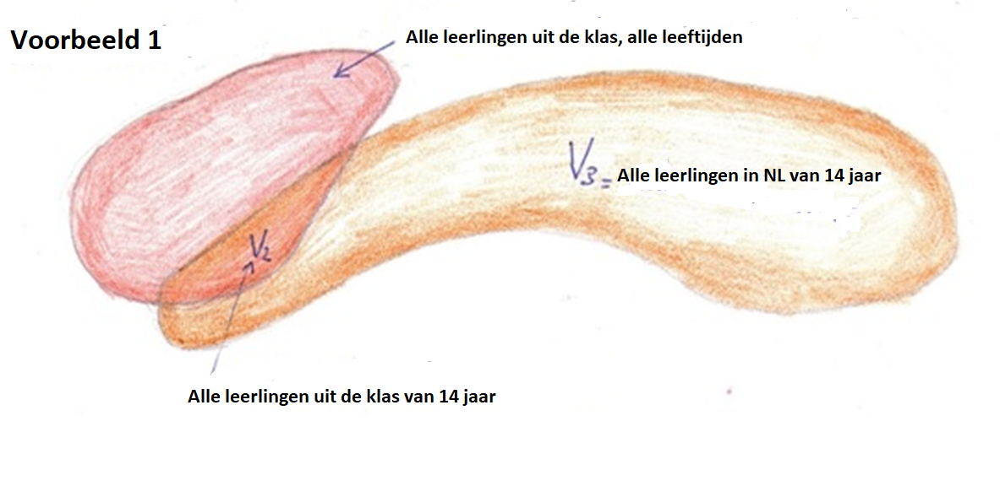 Voorbeeld 1
Alle leerlingen uit de klas, alle leeftijden
V3 = Alle leerlingen in NL van 14 jaar
V2
Alle leerlingen uit de klas van 14 jaar